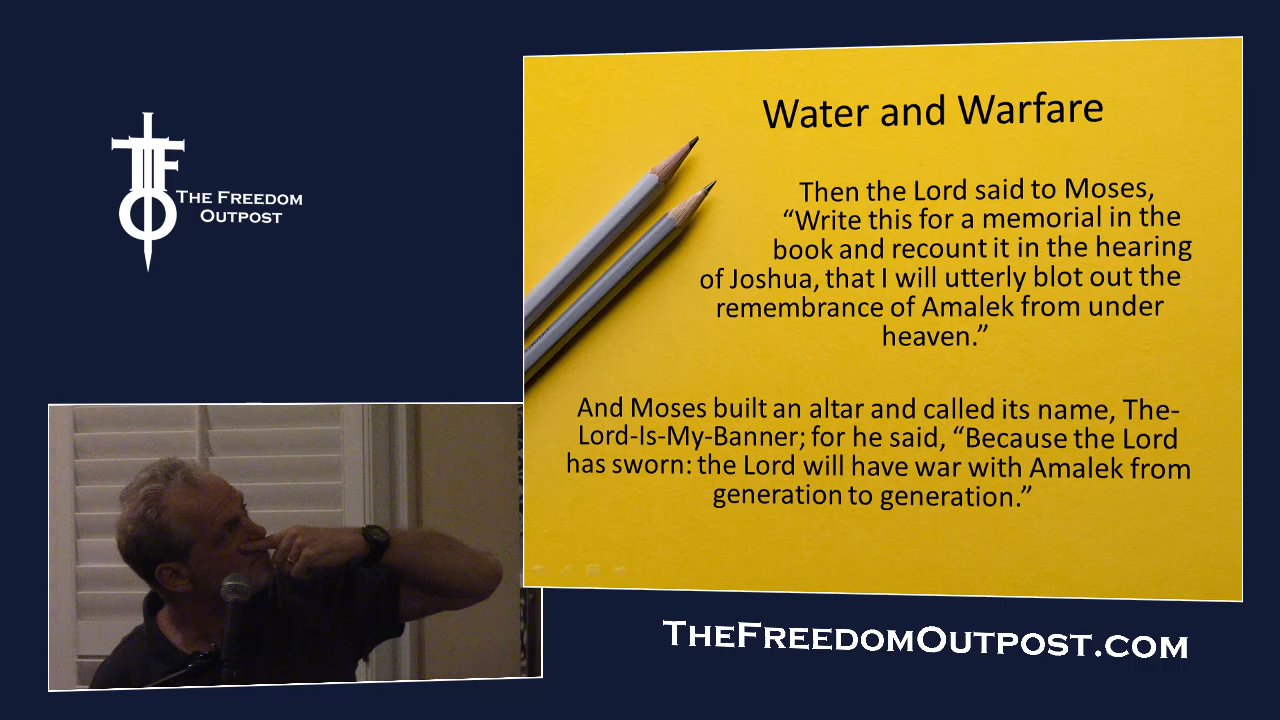 TF
O
THE FREEDOM
OUTPOST
Water and Warfare
Then the Lord said to Moses,
“Write this for a memorial in the
book and recount it in the hearing
of Joshua, that I will utterly blot out the
remembrance of Amalek from under
heaven.”
And Moses built an altar and called its name, The-
Lord-Is-My-Banner; for he said, “Because the Lord
has sworn: the Lord will have war with Amalek from
generation to generation.”
THEFREEDOMOUTPOST.COM